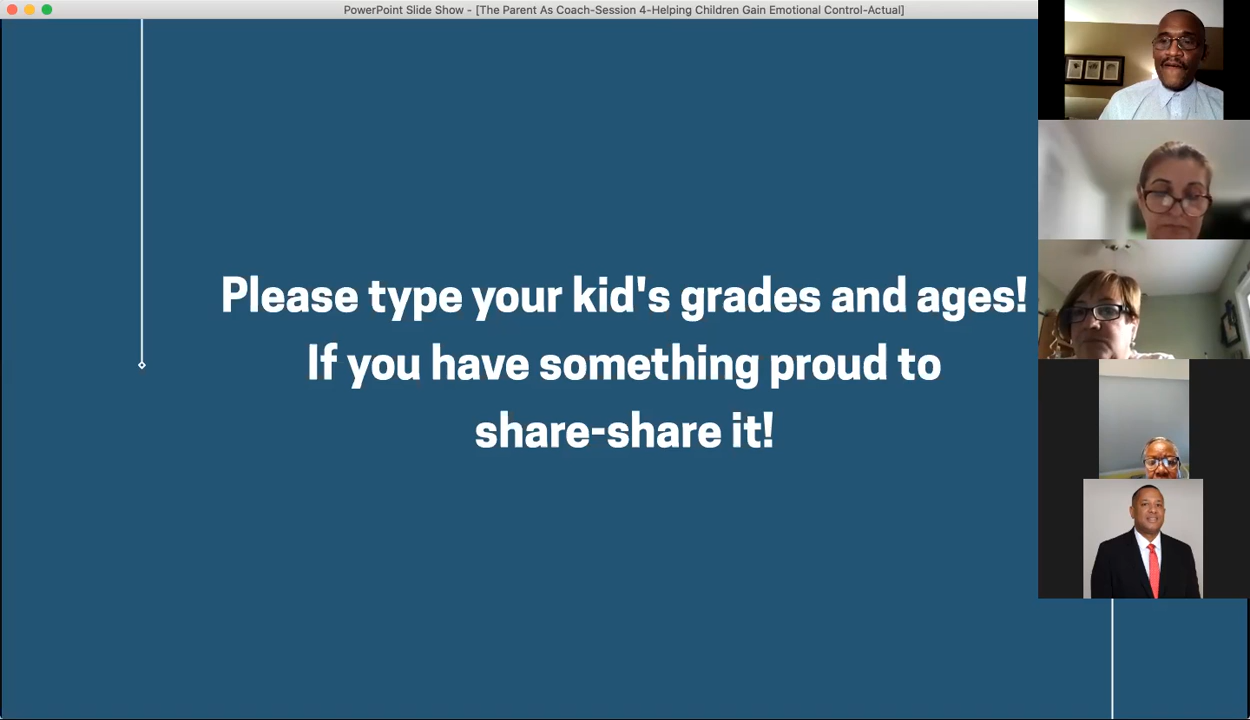 PowerPoint Slide Show - [The Parent As Coach-Session 4-Helping Children Gain Emotional Control-Actual]
Please type your kid's grades and ages!
If you have something proud to
share-share it!